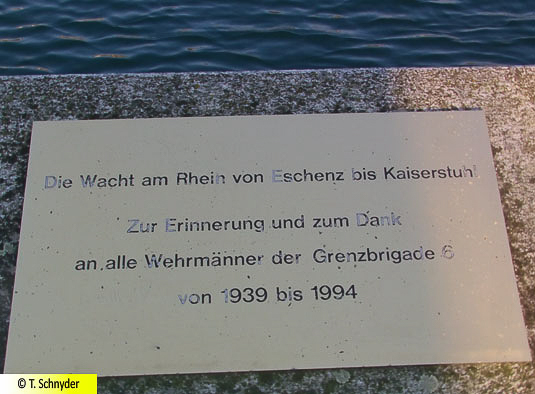 Die Wacht am Rhein von Eschenz bis Kaiserstuhl
Zur Erinnerung und zum Dank
an alle Wehrmänner der Grenzbrigade 6
von 1939 bis 1994
© T. Schnyder